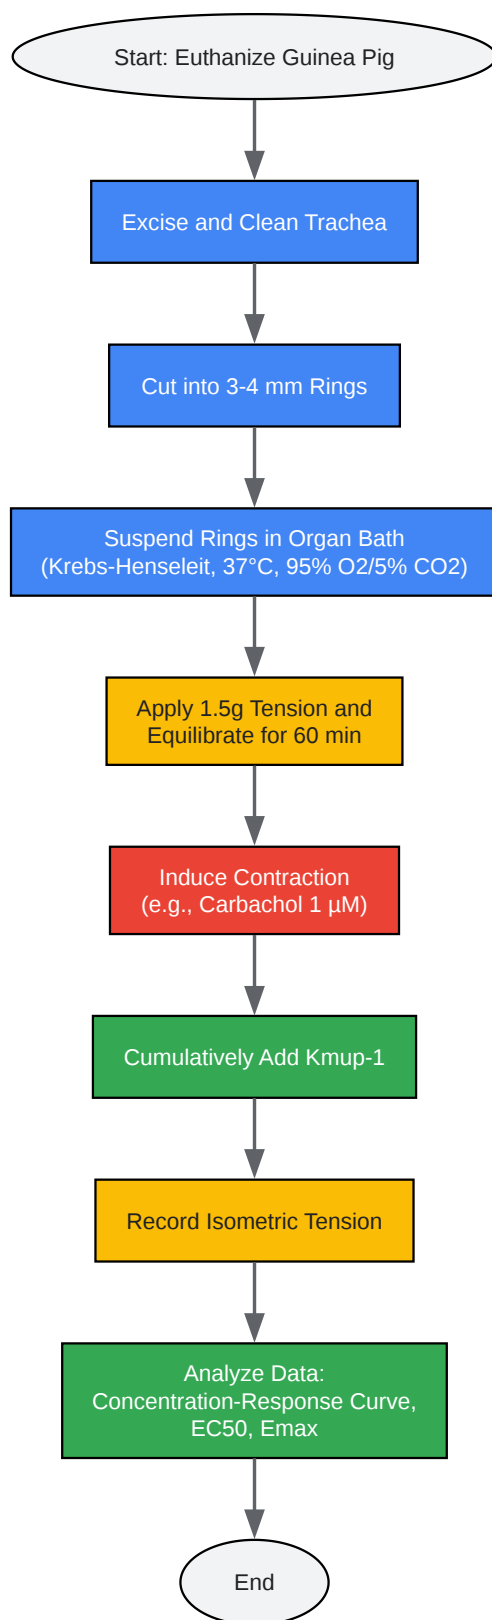 Start: Euthanize Guinea Pig
Excise and Clean Trachea
Cut into 3-4 mm Rings
Suspend Rings in Organ Bath
(Krebs-Henseleit, 37°C, 95% O2/5% CO2)
Apply 1.5g Tension and
Equilibrate for 60 min
Induce Contraction
(e.g., Carbachol 1 µM)
Cumulatively Add Kmup-1
Record Isometric Tension
Analyze Data:
Concentration-Response Curve,
EC50, Emax
End